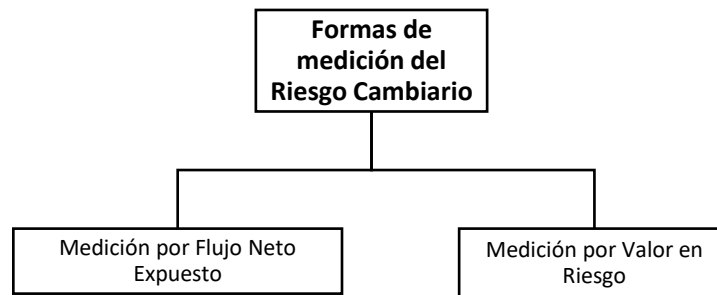 Formas de
medición del
Riesgo Cambiario
Medición por Flujo Neto
Expuesto
Medición por Valor en
Riesgo